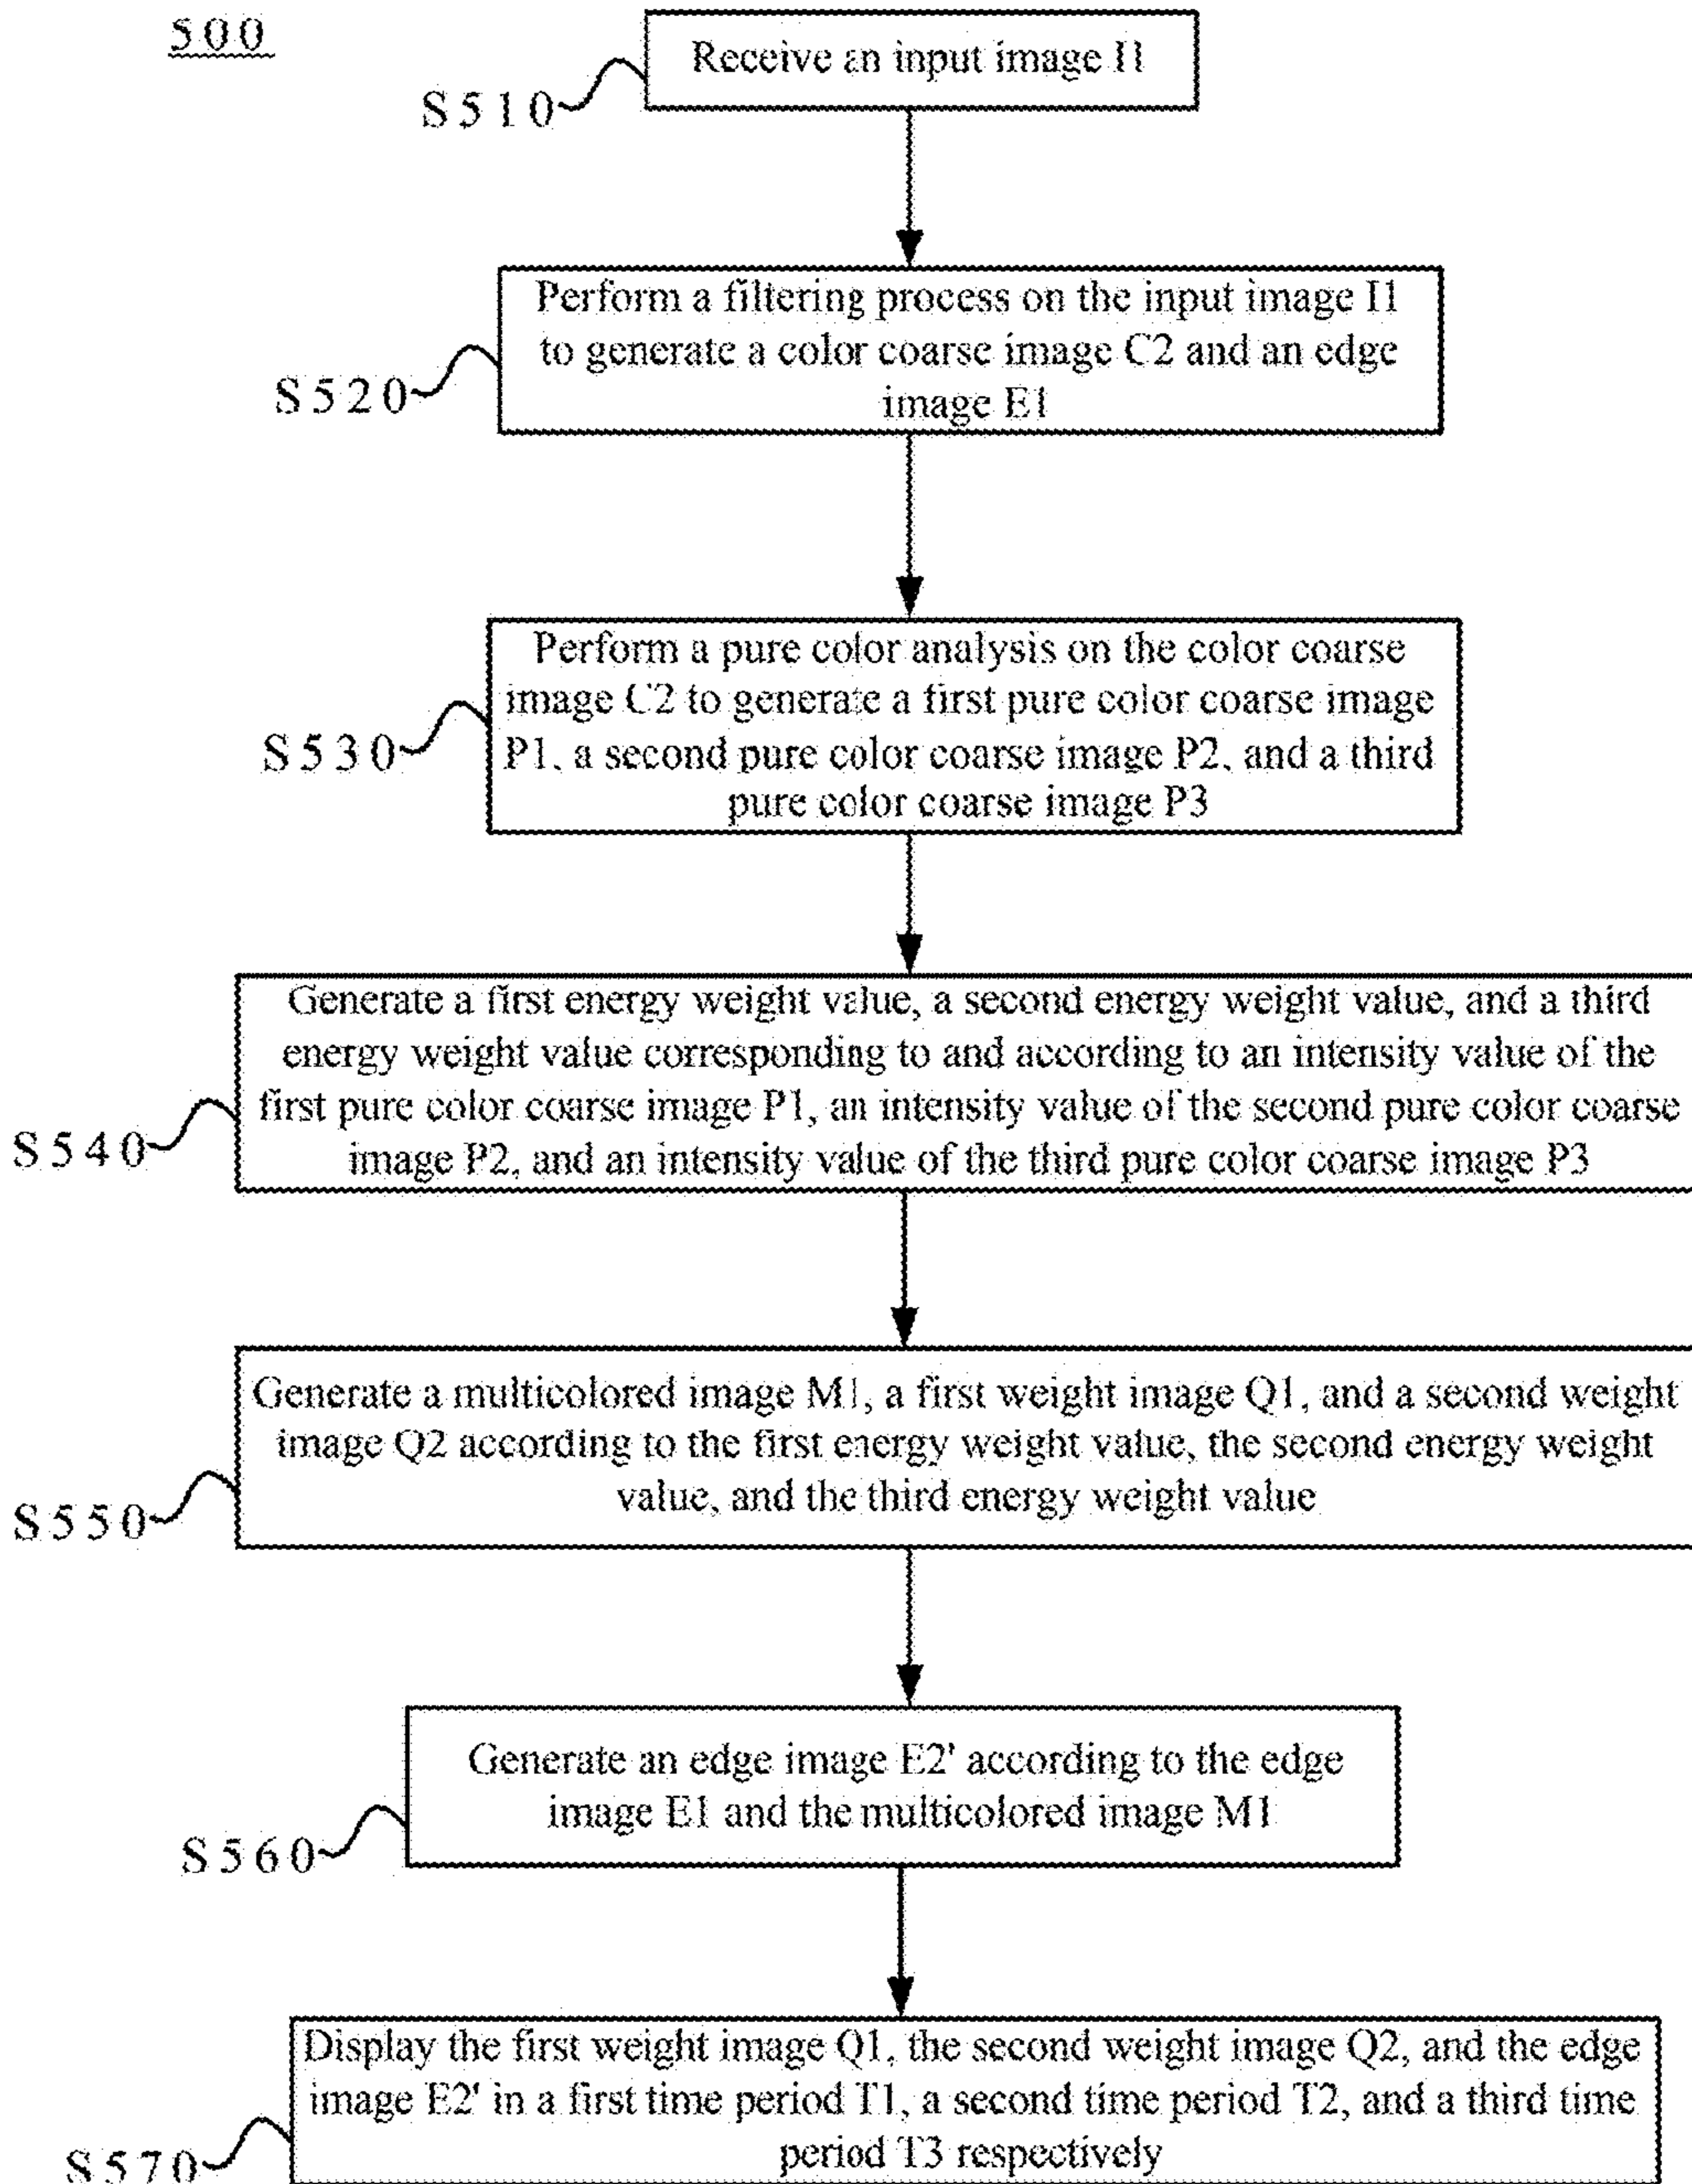 500
Receive an input image I1
S510
Perform a filtering process on the input image I1
to generate a color coarse image C2 and an edge
image E1
S520
Perform a pure color analysis on the color coarse
image C2 to generate a first pure color coarse image
P1, a second pure color coarse image P2, and a third
pure color coarse image P3
S530
Generate a first energy weight value, a second energy weight value, and a third
energy weight value corresponding to and according to an intensity value of the
first pure color coarse image P1, an intensity value of the second pure color coarse
image P2, and an intensity value of the third pure color coarse image P3
S540
Generate a multicolored image M1, a first weight image Q1, and a second weight
image Q2 according to the first energy weight value, the second energy weight
value, and the third energy weight value
S550
Generate an edge image E2' according to the edge
image E1 and the multicolored image M1
S560
Display the first weight image Q1, the second weight image Q2, and the edge
image E2' in a first time period T1, a second time period T2, and a third time
period T3 respectively
S570